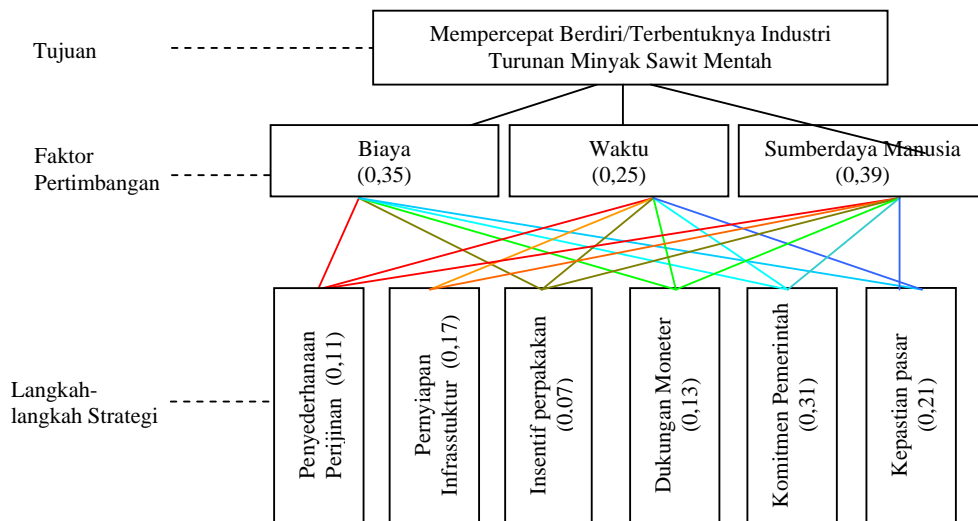 Tujuan
Mempercepat Berdiri/Terbentuknya Industri
Turunan Minyak Sawit Mentah
Faktor
Pertimbangan
Biaya
(0,35)
Waktu
(0,25)
Sumberdaya Manusia
(0,39)
Langkah-
langkah Strategi
Penyederhanaan
Perijinan (0,11)
Pernyiapan
Infrasstuktur (0,17)
Insentif perpakakan
(0.07)
Dukungan Moneter
(0,13)
Komitmen Pemerintah
(0,31)
Kepastian pasar
(0,21)